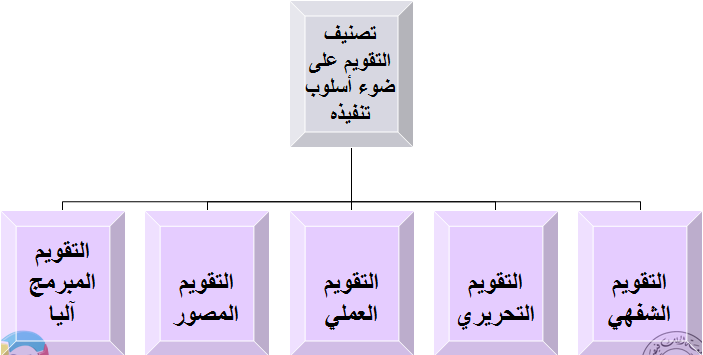 تصنيف
التقويم على
ضوء أسلوب
تنفيذه
التقويم
الشفهي
التقويم
التحريري
التقويم
العملي
التقويم
المصور
التقويم
المبرمج
آليا